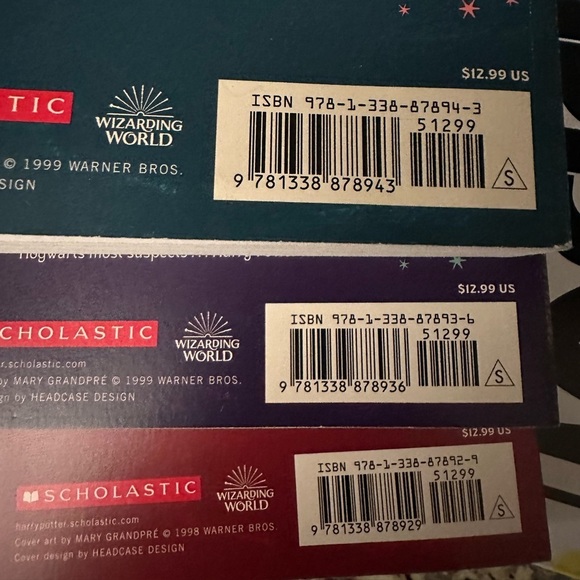 $12.99 US
ISBN 978-1-338-87894-3
51299
9 781338 878943
S
TIC
WIZARDING
WORLD
© 1999 WARNER BROS.
SIGN
Hogwarts most suspects
$12.99 US
ISBN 978-1-338-87893-6
51299
9 781338 878936
S
CHOLASTIC
WIZARDING
WORLD
r.scholastic.com
by MARY GRANDPRÉ © 1999 WARNER BROS.
gn by HEADCASE DESIGN
$12.99 US
ISBN 978-1-338-87892-9
51299
9 781338 878929
S
SCHOLASTIC
WIZARDING
WORLD
harrypotter.scholastic.com
Cover art by MARY GRANDPRÉ © 1998 WARNER BROS.
Cover design by HEADCASE DESIGN